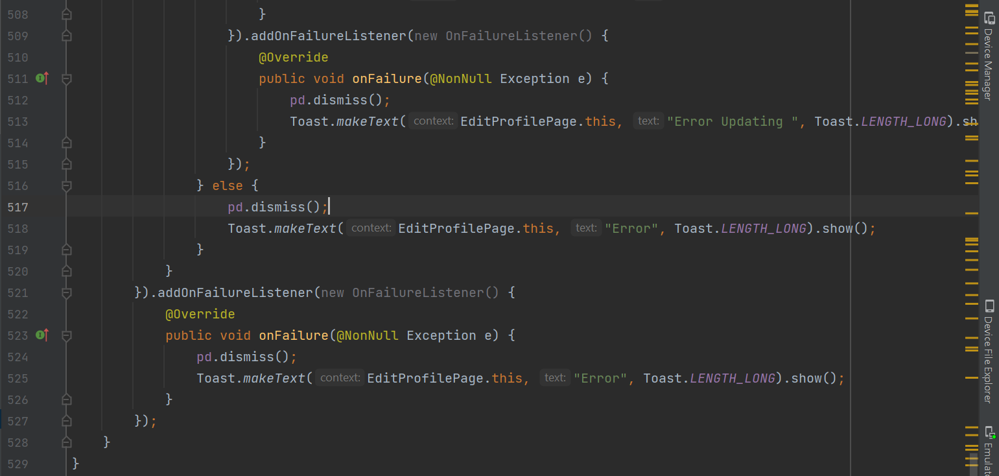 508 }
509 }).addOnFailureListener(new OnFailureListener() {
510 @Override
511 public void onFailure(@NonNull Exception e) {
512 pd.dismiss();
513 Toast.makeText( context: EditProfilePage.this, text: "Error Updating ", Toast.LENGTH_LONG).sh
514 }
515 });
516 } else {
517 pd.dismiss();
518 Toast.makeText( context: EditProfilePage.this, text: "Error", Toast.LENGTH_LONG).show();
519 }
520 }
521 }).addOnFailureListener(new OnFailureListener() {
522 @Override
523 public void onFailure(@NonNull Exception e) {
524 pd.dismiss();
525 Toast.makeText( context: EditProfilePage.this, text: "Error", Toast.LENGTH_LONG).show();
526 }
527 });
528 }
529 }
Device Manager
Device File Explorer
Emulato